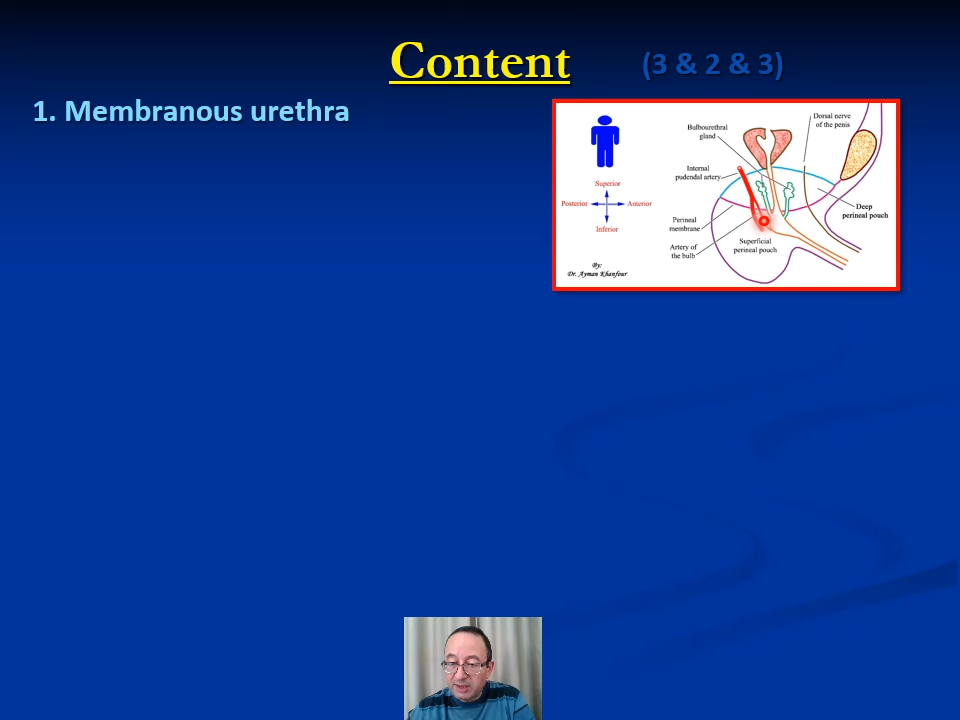 Content
(3 & 2 & 3)
1. Membranous urethra
Superior
Posterior
Anterior
Inferior
By:
Dr. Ayman Khanfour
Bulbourethral
gland
Dorsal nerve
of the penis
Internal
pudendal artery
Deep
perineal pouch
Perineal
membrane
Superficial
perineal pouch
Artery of
the bulb